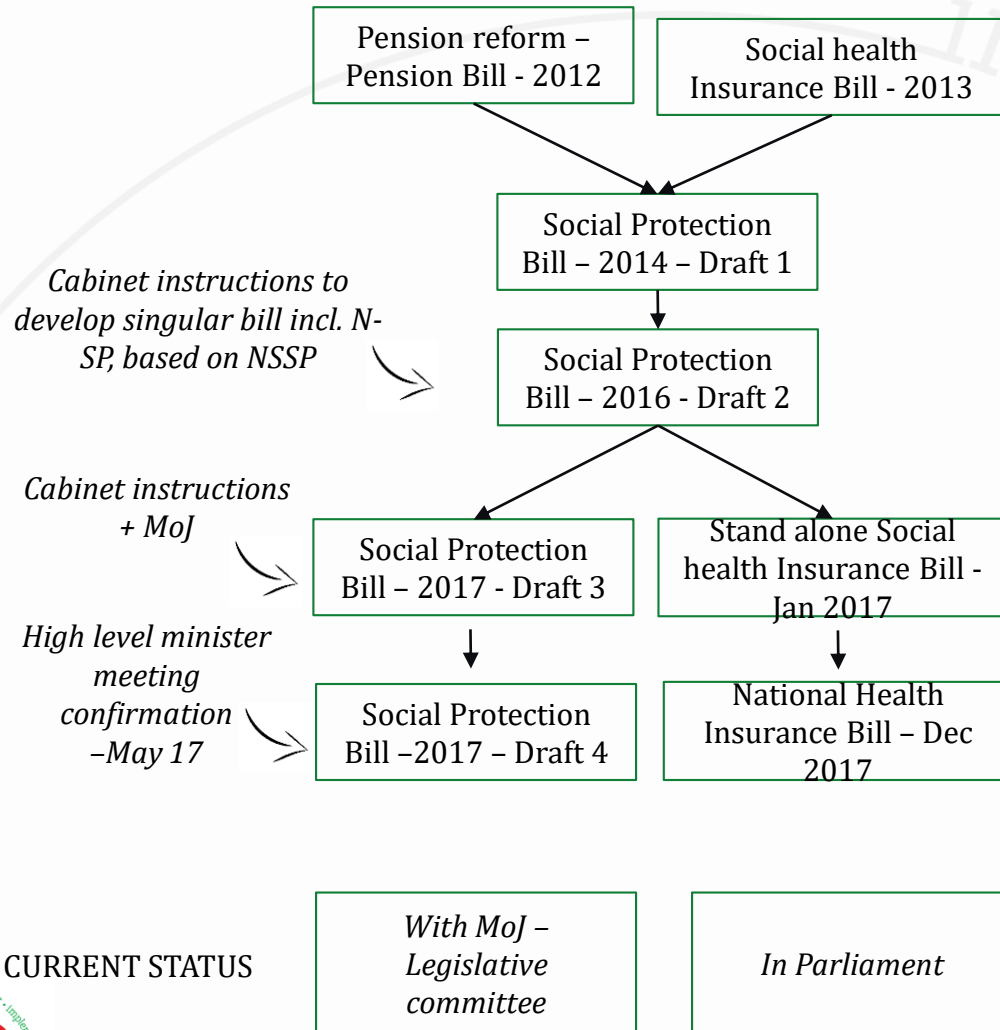 Pension reform –
Pension Bill - 2012
Social health
Insurance Bill - 2013
Social Protection
Bill – 2014 – Draft 1
Cabinet instructions to
develop singular bill incl. N-
SP, based on NSSP
Social Protection
Bill – 2016 - Draft 2
Cabinet instructions
+ MoJ
Social Protection
Bill – 2017 - Draft 3
Stand alone Social
health Insurance Bill -
Jan 2017
High level minister
meeting
confirmation
–May 17
Social Protection
Bill –2017 – Draft 4
National Health
Insurance Bill – Dec
2017
CURRENT STATUS
With MoJ –
Legislative
committee
In Parliament